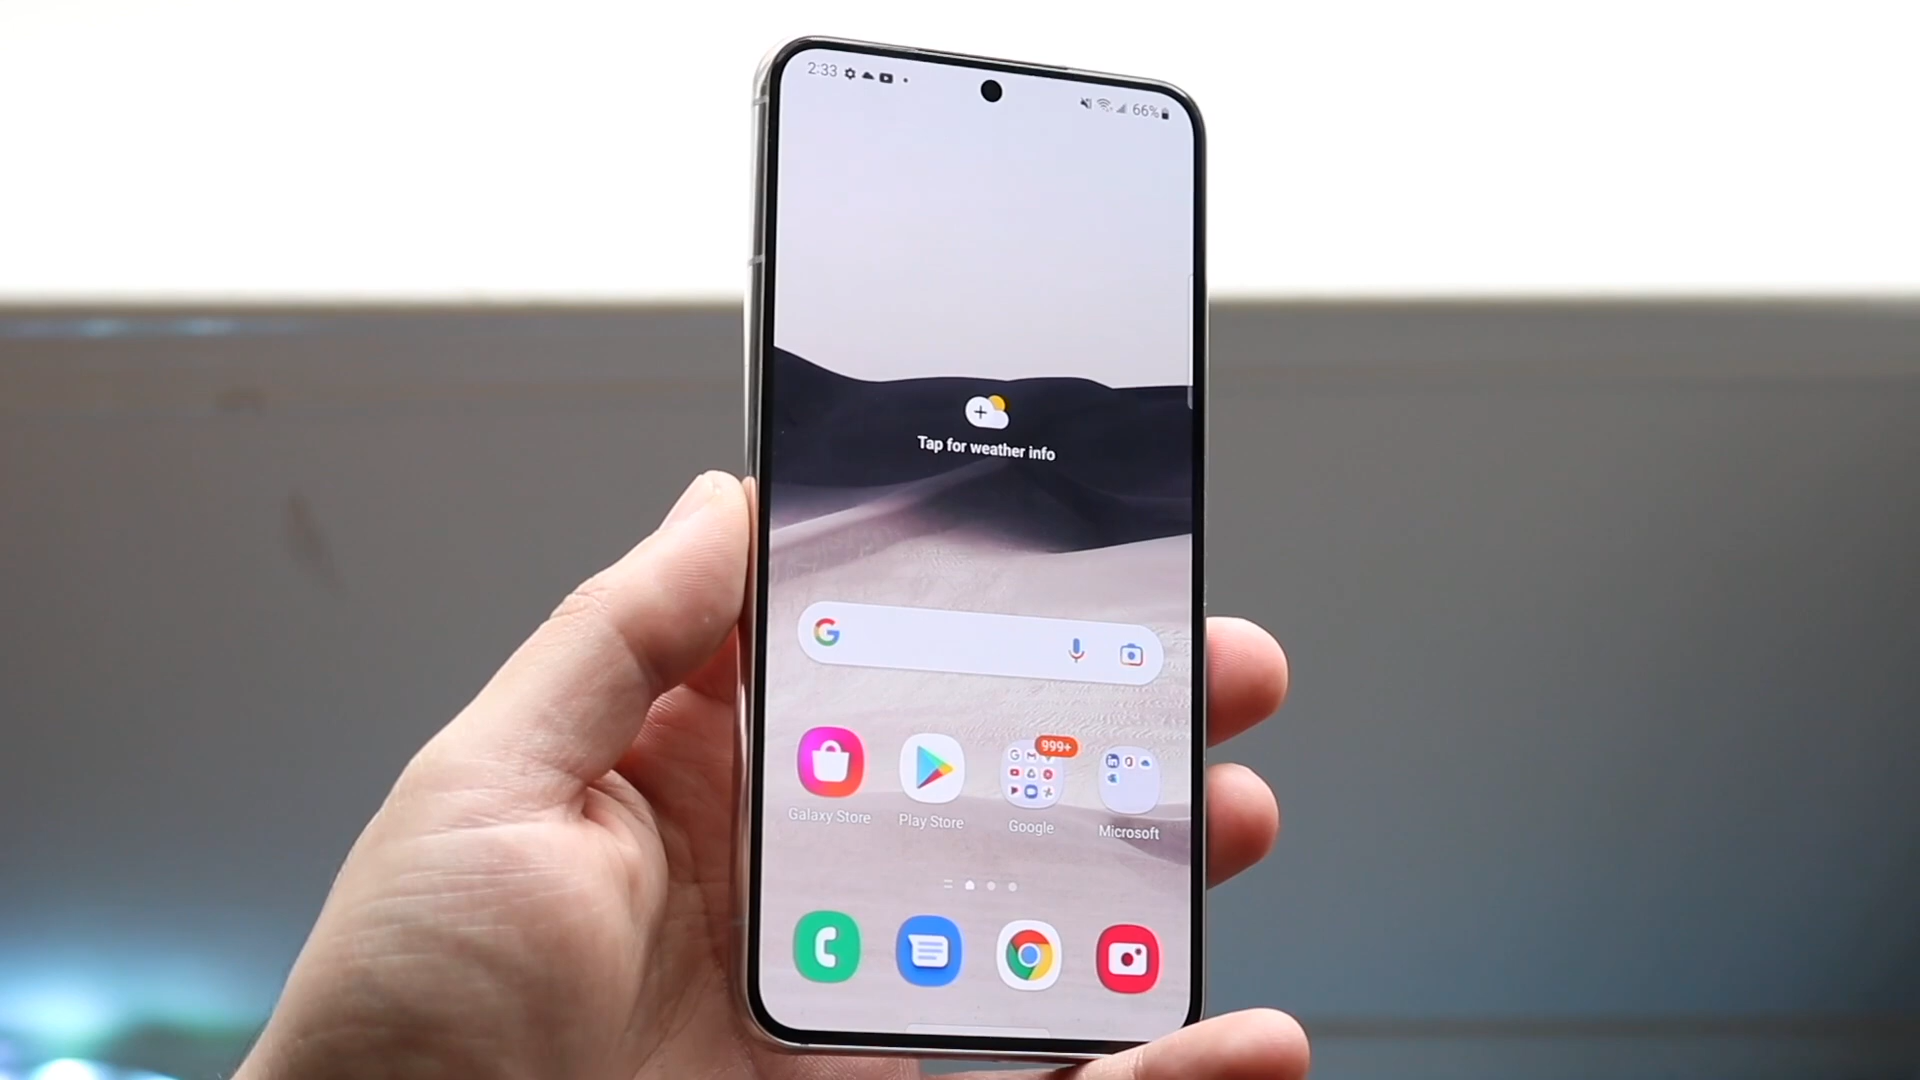 2:33
66%
Tap for weather info
G
999+
Galaxy Store
Play Store
Google
Microsoft